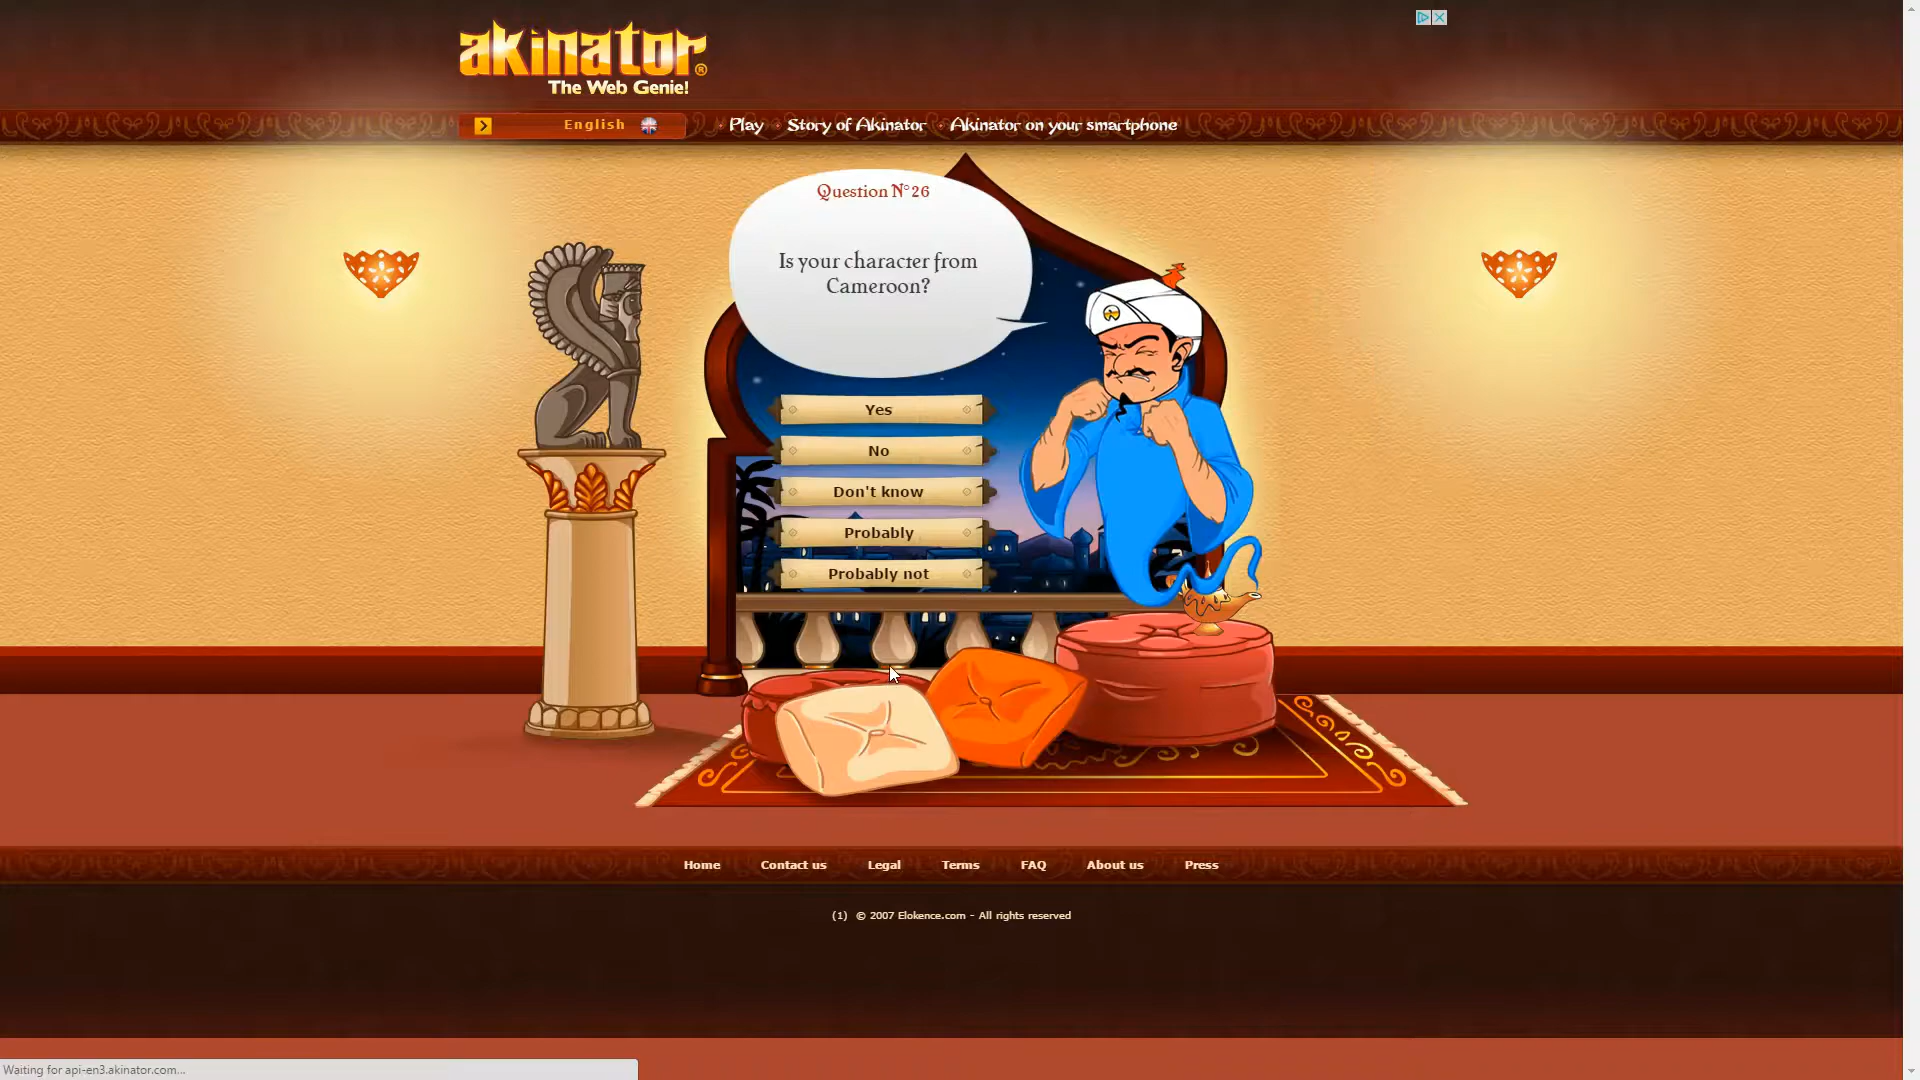 akinator®
The Web Genie!
English
Play
Story of Akinator
Akinator on your smartphone
Question N°26
Is your character from
Cameroon?
Yes
No
Don't know
Probably
Probably not
Home
Contact us
Legal
Terms
FAQ
About us
Press
(1) © 2007 Elokence.com - All rights reserved
Waiting for api-en3.akinator.com...